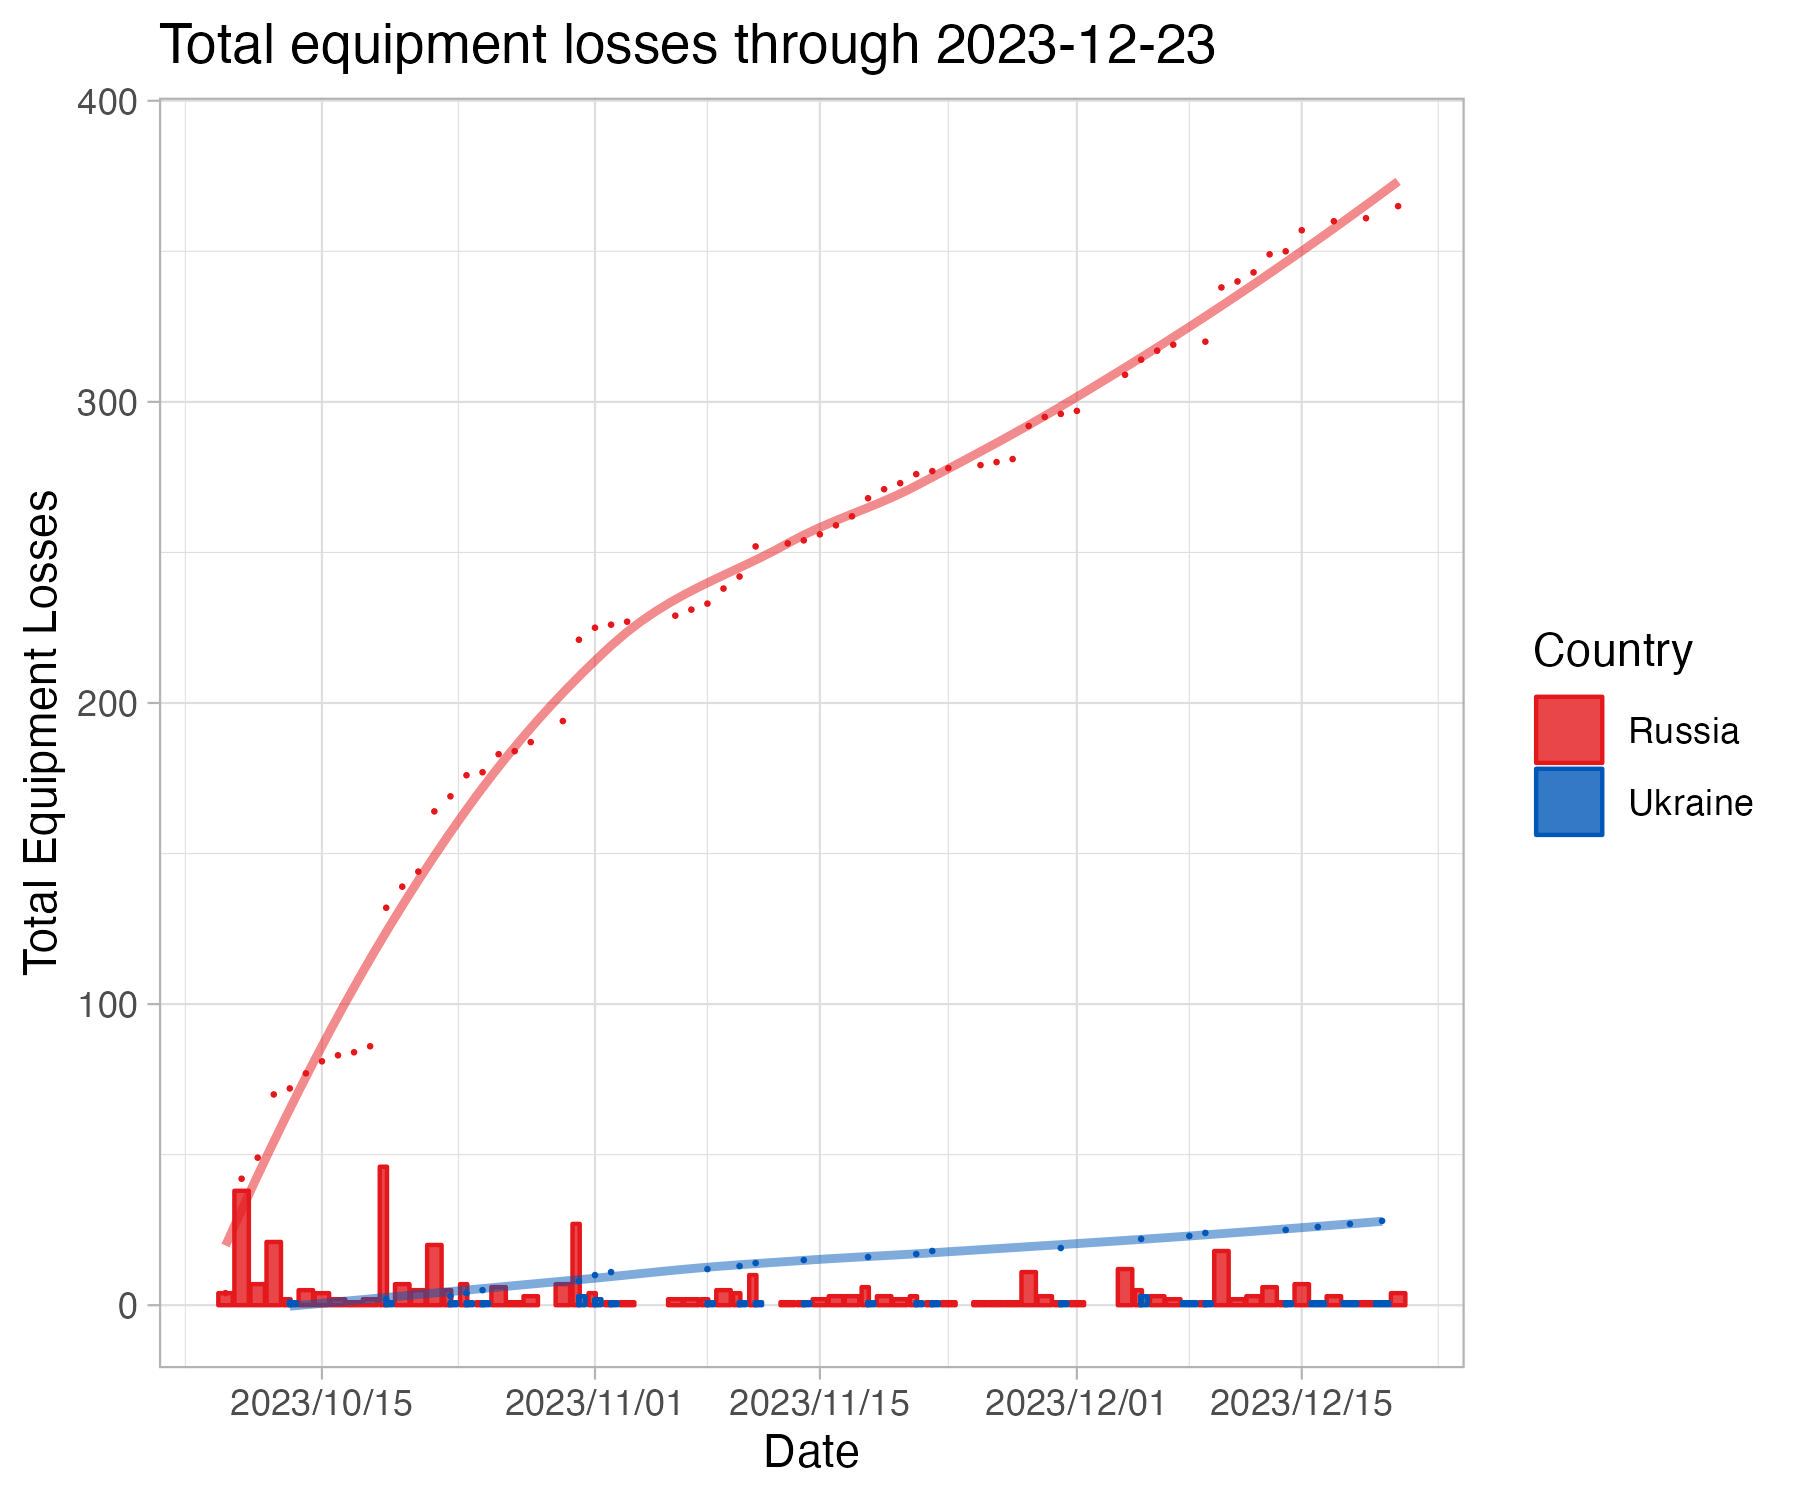 Total equipment losses through 2023-12-23
Total Equipment Losses
400
300
200
100
0
2023/10/15
2023/11/01
2023/11/15
2023/12/01
2023/12/15
Date
Country
Russia
Ukraine